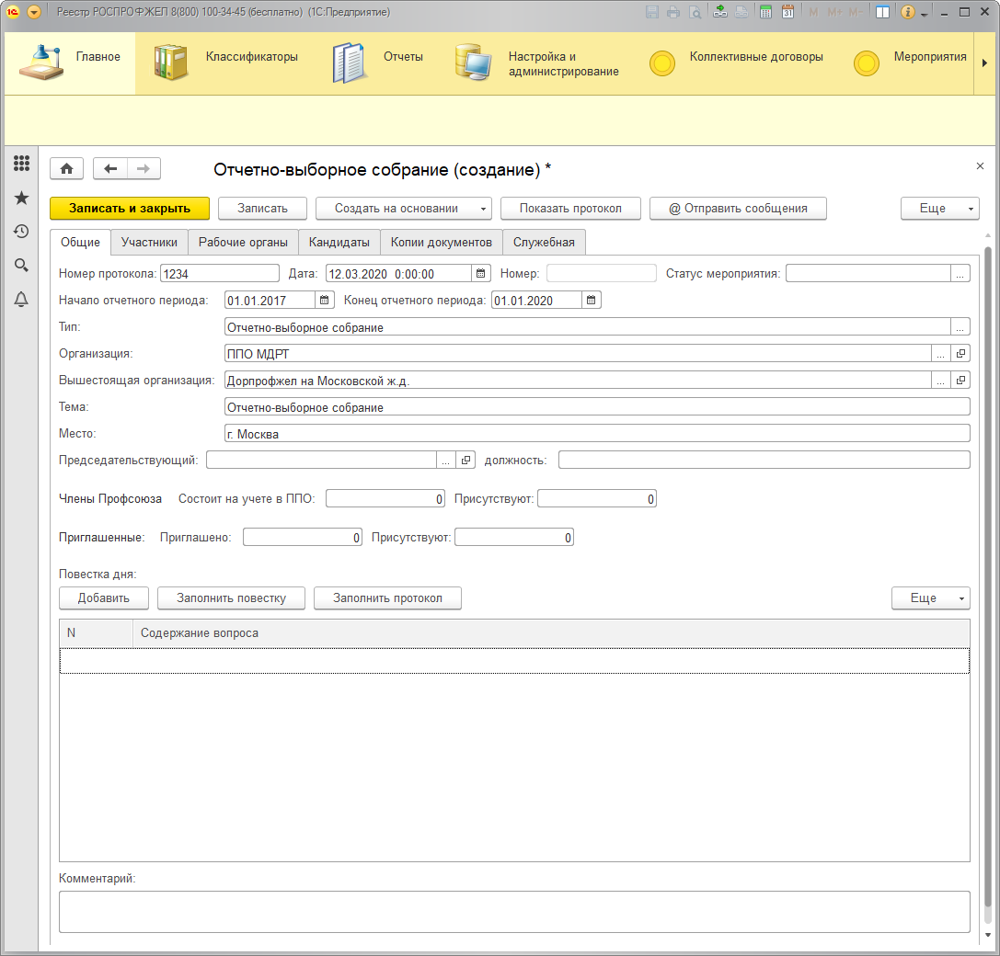 Реестр РОСПРОФЖЕЛ 8(800) 100-34-45 (бесплатно) (1С:Предприятие)
M M+ M-
Главное
Классификаторы
Отчеты
Настройка и
администрирование
Коллективные договоры
Мероприятия
Отчетно-выборное собрание (создание) *
Записать и закрыть Записать Создать на основании Показать протокол @ Отправить сообщения Еще
Общие Участники Рабочие органы Кандидаты Копии документов Служебная
Номер протокола: 1234 Дата: 12.03.2020 0:00:00 Номер: Статус мероприятия: ...
Начало отчетного периода: 01.01.2017 Конец отчетного периода: 01.01.2020
Тип: Отчетно-выборное собрание ...
Организация: ППО МДРТ ...
Вышестоящая организация: Дорпрофжел на Московской ж.д. ...
Тема: Отчетно-выборное собрание
Место: г. Москва
Председательствующий: ... должность:
Члены Профсоюза Состоит на учете в ППО: 0 Присутствуют: 0
Приглашенные: Приглашено: 0 Присутствуют: 0
Повестка дня:
Добавить Заполнить повестку Заполнить протокол Еще
N Содержание вопроса
Комментарий: